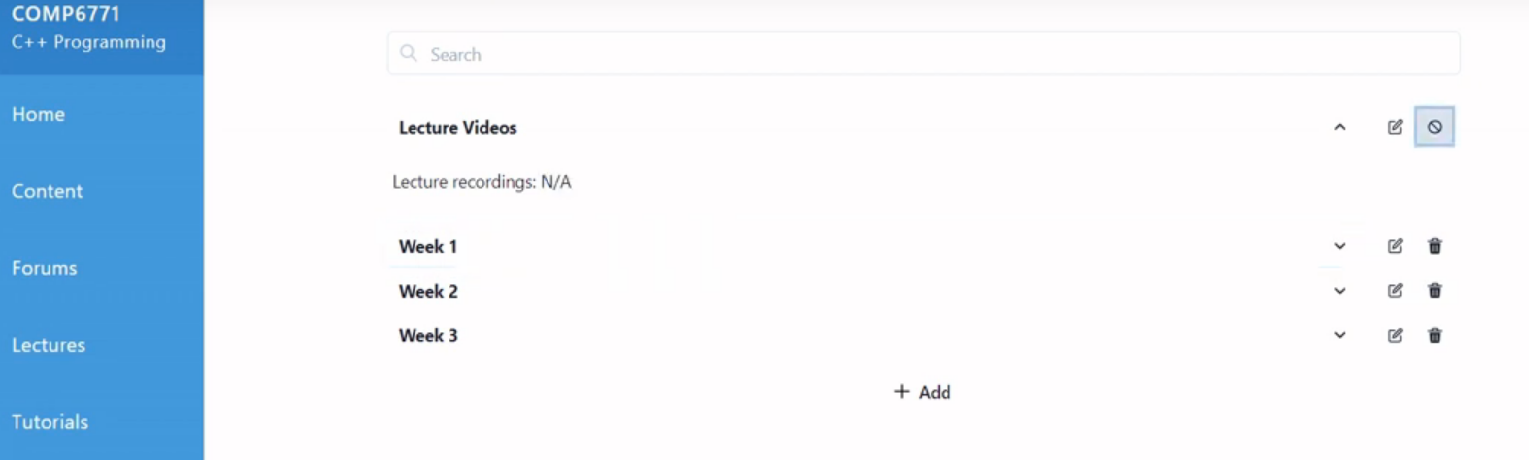 COMP6771
C++ Programming
Home
Content
Forums
Lectures
Tutorials
Search
Lecture Videos
Lecture recordings: N/A
Week 1
Week 2
Week 3
+ Add